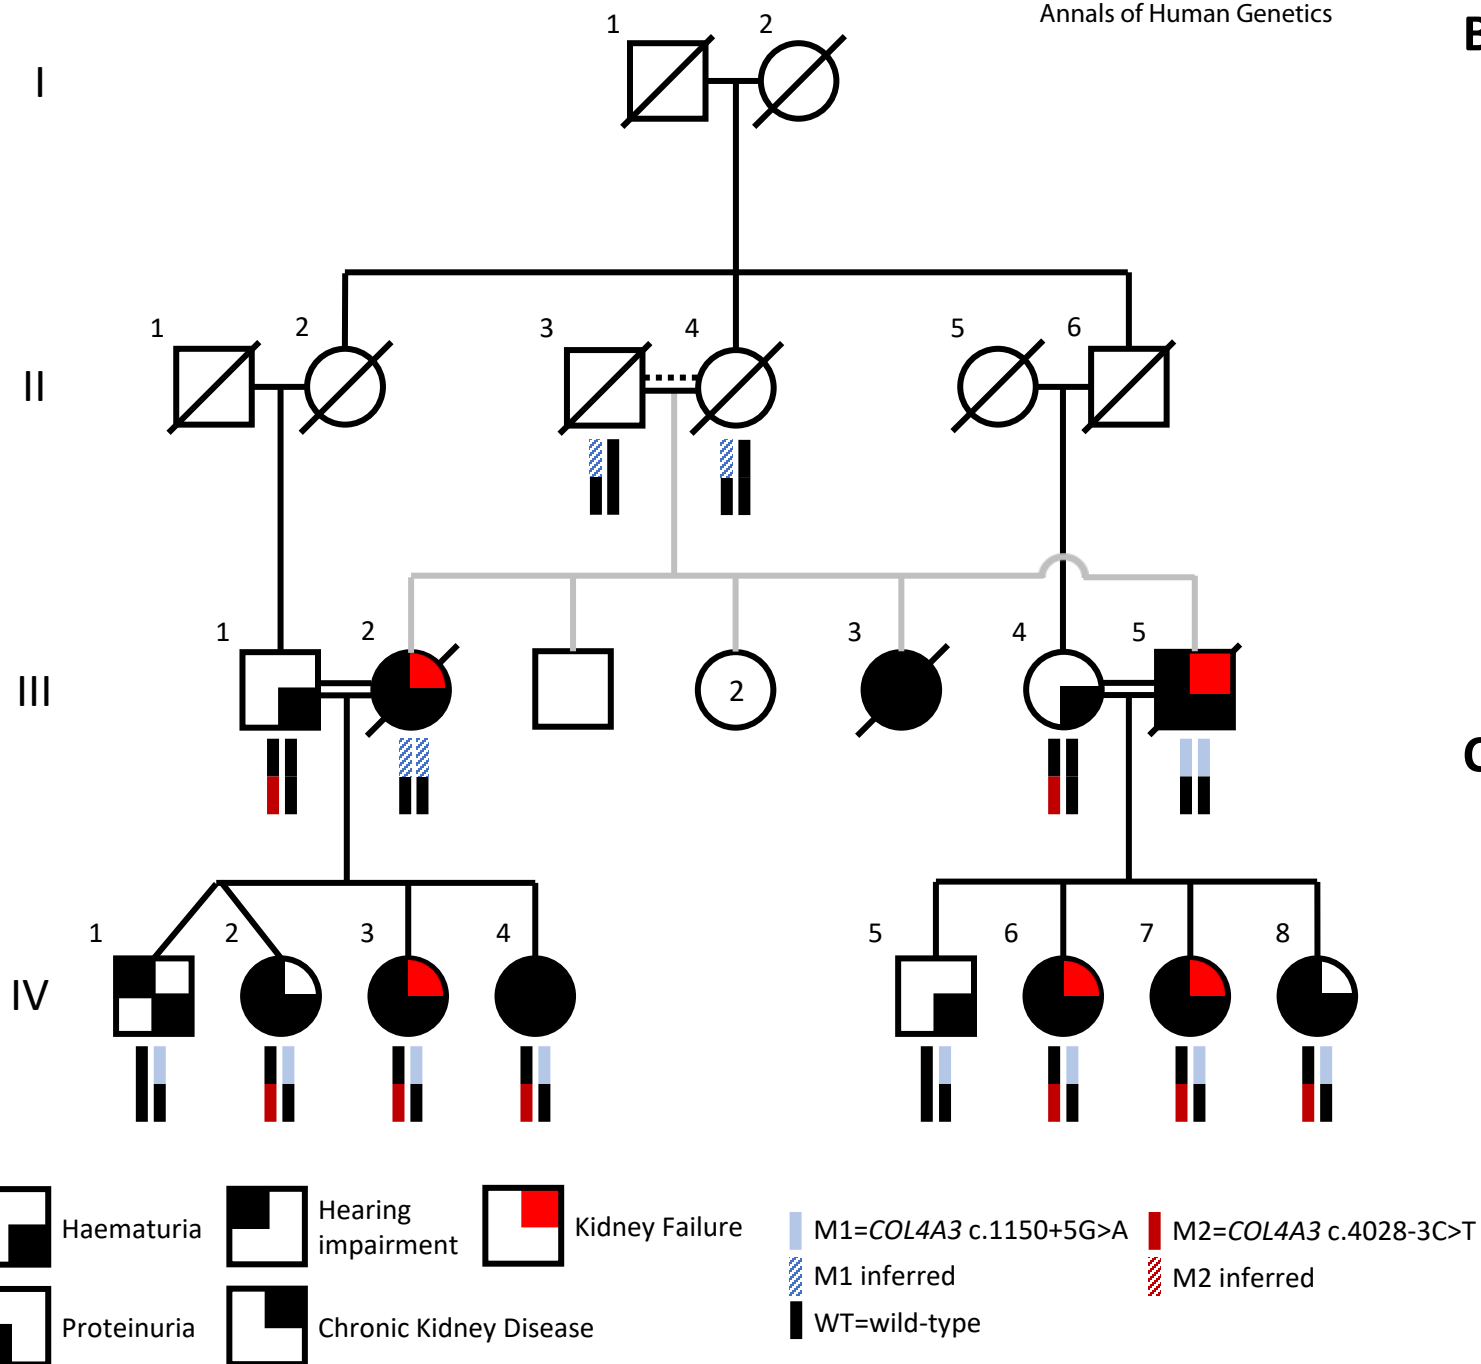 Annals of Human Genetics
B
I
1 2
II
1 2 3 4 5 6
III
1 2 2 3 4 5
C
IV
1 2 3 4 5 6 7 8
Haematuria
Hearing
impairment
Kidney Failure
Proteinuria
Chronic Kidney Disease
M1=COL4A3 c.1150+5G>A
M1 inferred
WT=wild-type
M2=COL4A3 c.4028-3C>T
M2 inferred